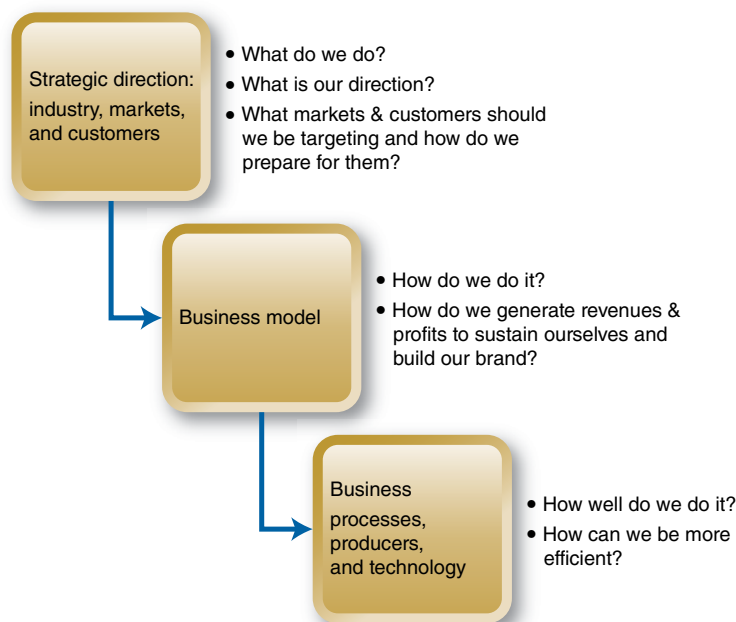 Strategic direction:
industry, markets,
and customers
• What do we do?
• What is our direction?
• What markets & customers should
we be targeting and how do we
prepare for them?
Business model
• How do we do it?
• How do we generate revenues &
profits to sustain ourselves and
build our brand?
Business
processes,
producers,
and technology
• How well do we do it?
• How can we be more
efficient?